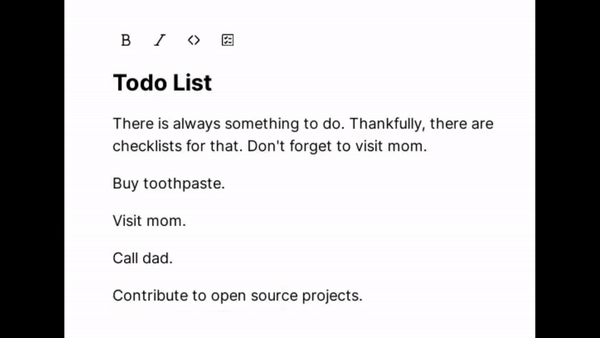 Todo List
There is always something to do. Thankfully, there are
checklists for that. Don't forget to visit mom.
Buy toothpaste.
Visit mom.
Call dad.
Contribute to open source projects.